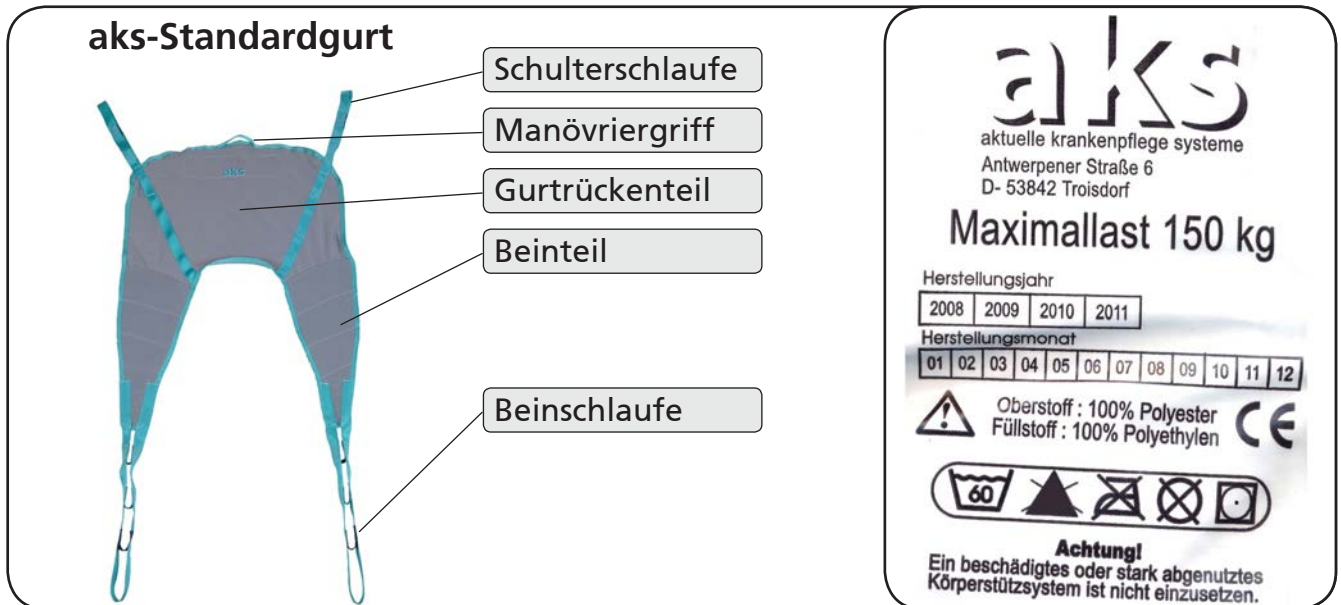 aks-Standardgurt
aks
Schulterschlaufe
Manövriergriff
Gurtrückenteil
Beinteil
Beinschlaufe
aks
aktuelle krankenpflege systeme
Antwerpener Straße 6
D- 53842 Troisdorf
Maximallast 150 kg
Herstellungsjahr
2008 2009 2010 2011
Herstellungsmonat
01 02 03 04 05 06 07 08 09 10 11 12
Oberstoff : 100% Polyester
Füllstoff : 100% Polyethylen
CE
60
Achtung!
Ein beschädigtes oder stark abgenutztes
Körperstützsystem ist nicht einzusetzen.